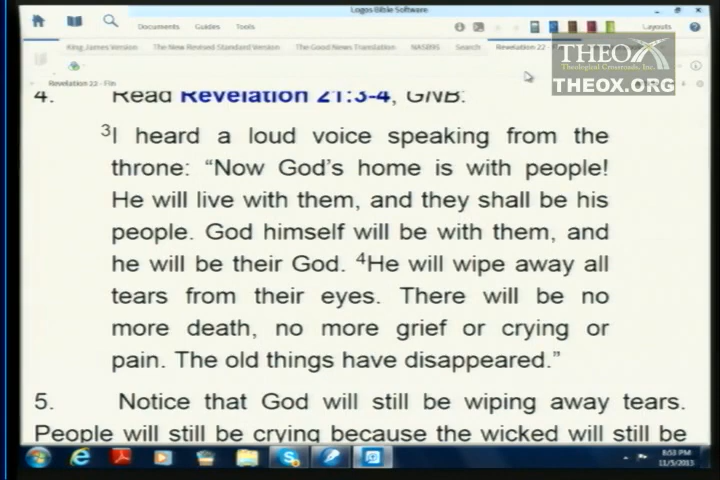 Logos Bible Software
Documents Guides Tools Layouts
King James Version The New Revised Standard Version The Good News Translation NASB95 Search Revelation 22 -
Revelation 22 - Fin
THEOX
Theological Crossroads, Inc.
THEOX.ORG
4. Read Revelation 21:3-4, GNB:
3I heard a loud voice speaking from the
throne: “Now God’s home is with people!
He will live with them, and they shall be his
people. God himself will be with them, and
he will be their God. 4He will wipe away all
tears from their eyes. There will be no
more death, no more grief or crying or
pain. The old things have disappeared.”
5. Notice that God will still be wiping away tears.
People will still be crying because the wicked will still be
8:53 PM
11/5/2013